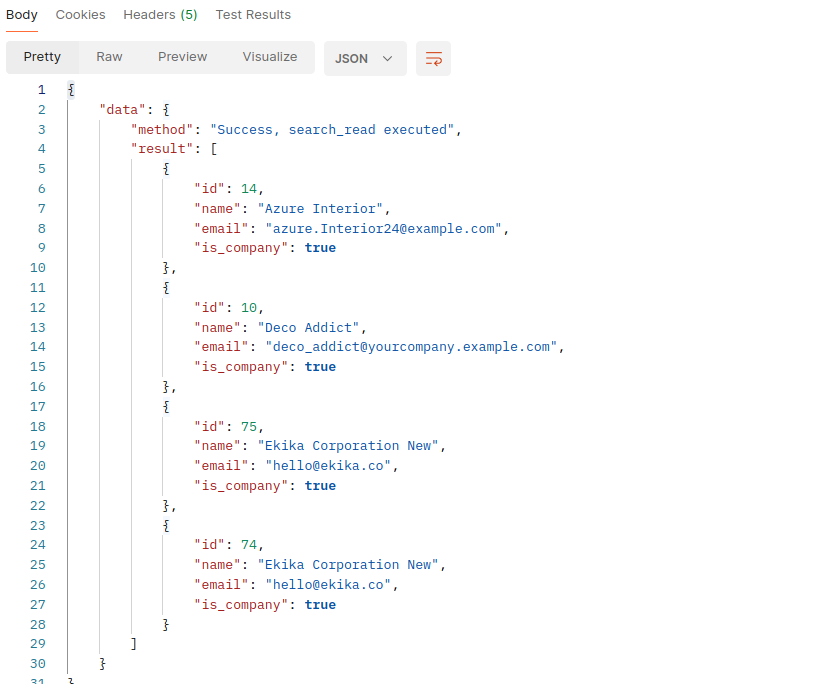 Body Cookies Headers (5) Test Results
Pretty Raw Preview Visualize JSON
1 {
2 "data": {
3 "method": "Success, search_read executed",
4 "result": [
5 {
6 "id": 14,
7 "name": "Azure Interior",
8 "email": "azure.Interior24@example.com",
9 "is_company": true
10 },
11 {
12 "id": 10,
13 "name": "Deco Addict",
14 "email": "deco_addict@yourcompany.example.com",
15 "is_company": true
16 },
17 {
18 "id": 75,
19 "name": "Ekika Corporation New",
20 "email": "hello@ekika.co",
21 "is_company": true
22 },
23 {
24 "id": 74,
25 "name": "Ekika Corporation New",
26 "email": "hello@ekika.co",
27 "is_company": true
28 }
29 ]
30 }
31 }